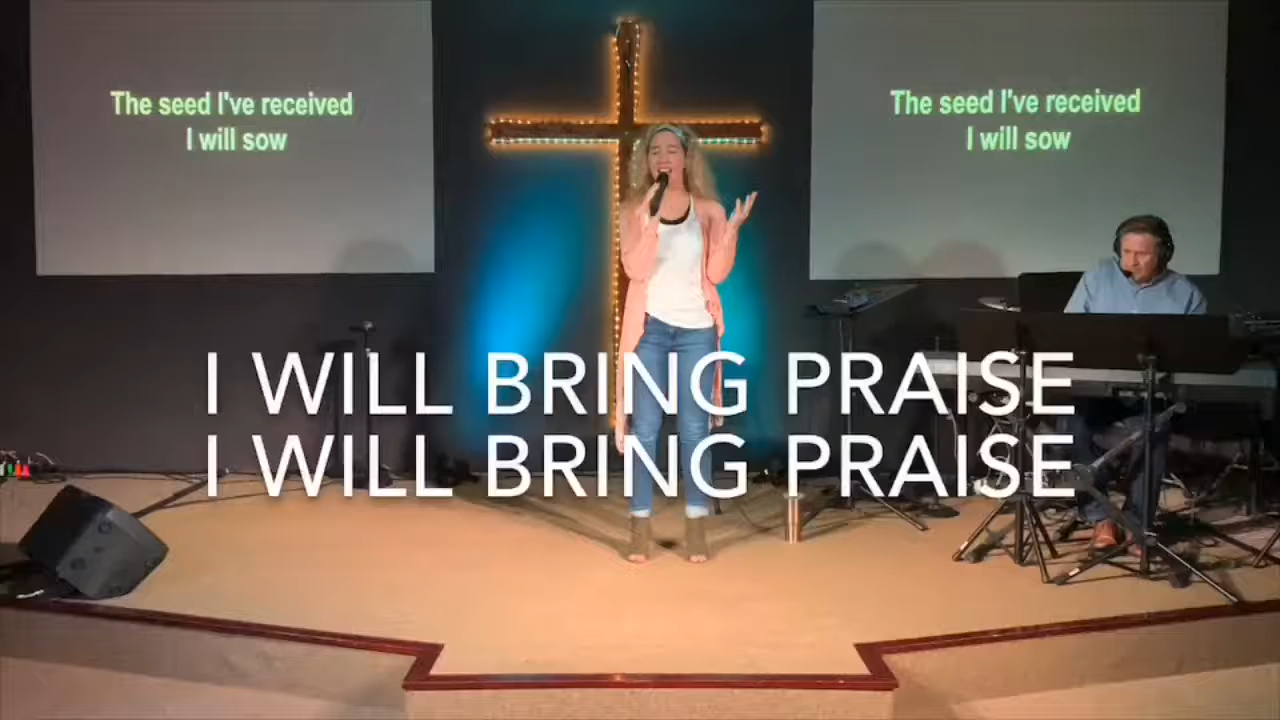 The seed I've received
I will sow
The seed I've received
I will sow
I WILL BRING PRAISE
I WILL BRING PRAISE